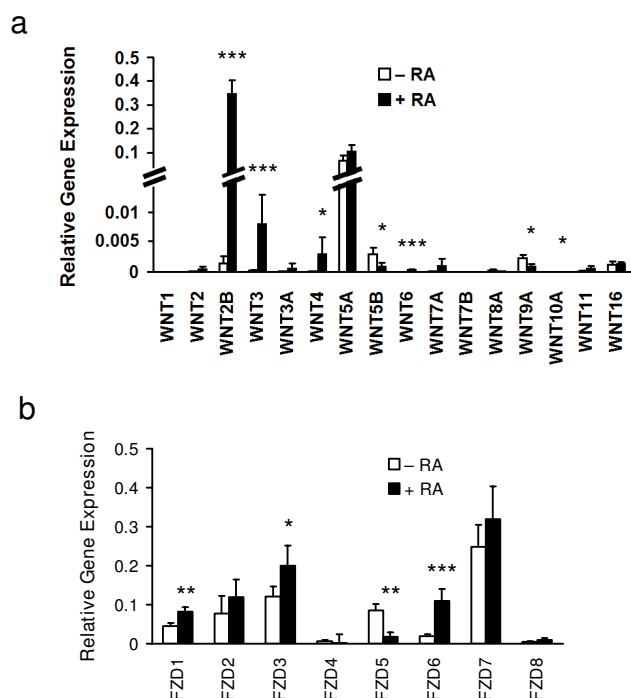 a
Relative Gene Expression
0.5
0.4
0.3
0.1
0.01
0.005
0
***
***
*
*
***
*
*
– RA
+ RA
WNT1
WNT2
WNT2B
WNT3
WNT3A
WNT4
WNT5A
WNT5B
WNT6
WNT7A
WNT7B
WNT8A
WNT9A
WNT10A
WNT11
WNT16
b
Relative Gene Expression
0.5
0.4
0.3
0.2
0.1
0
– RA
+ RA
**
*
**
***
FZD1
FZD2
FZD3
FZD4
FZD5
FZD6
FZD7
FZD8